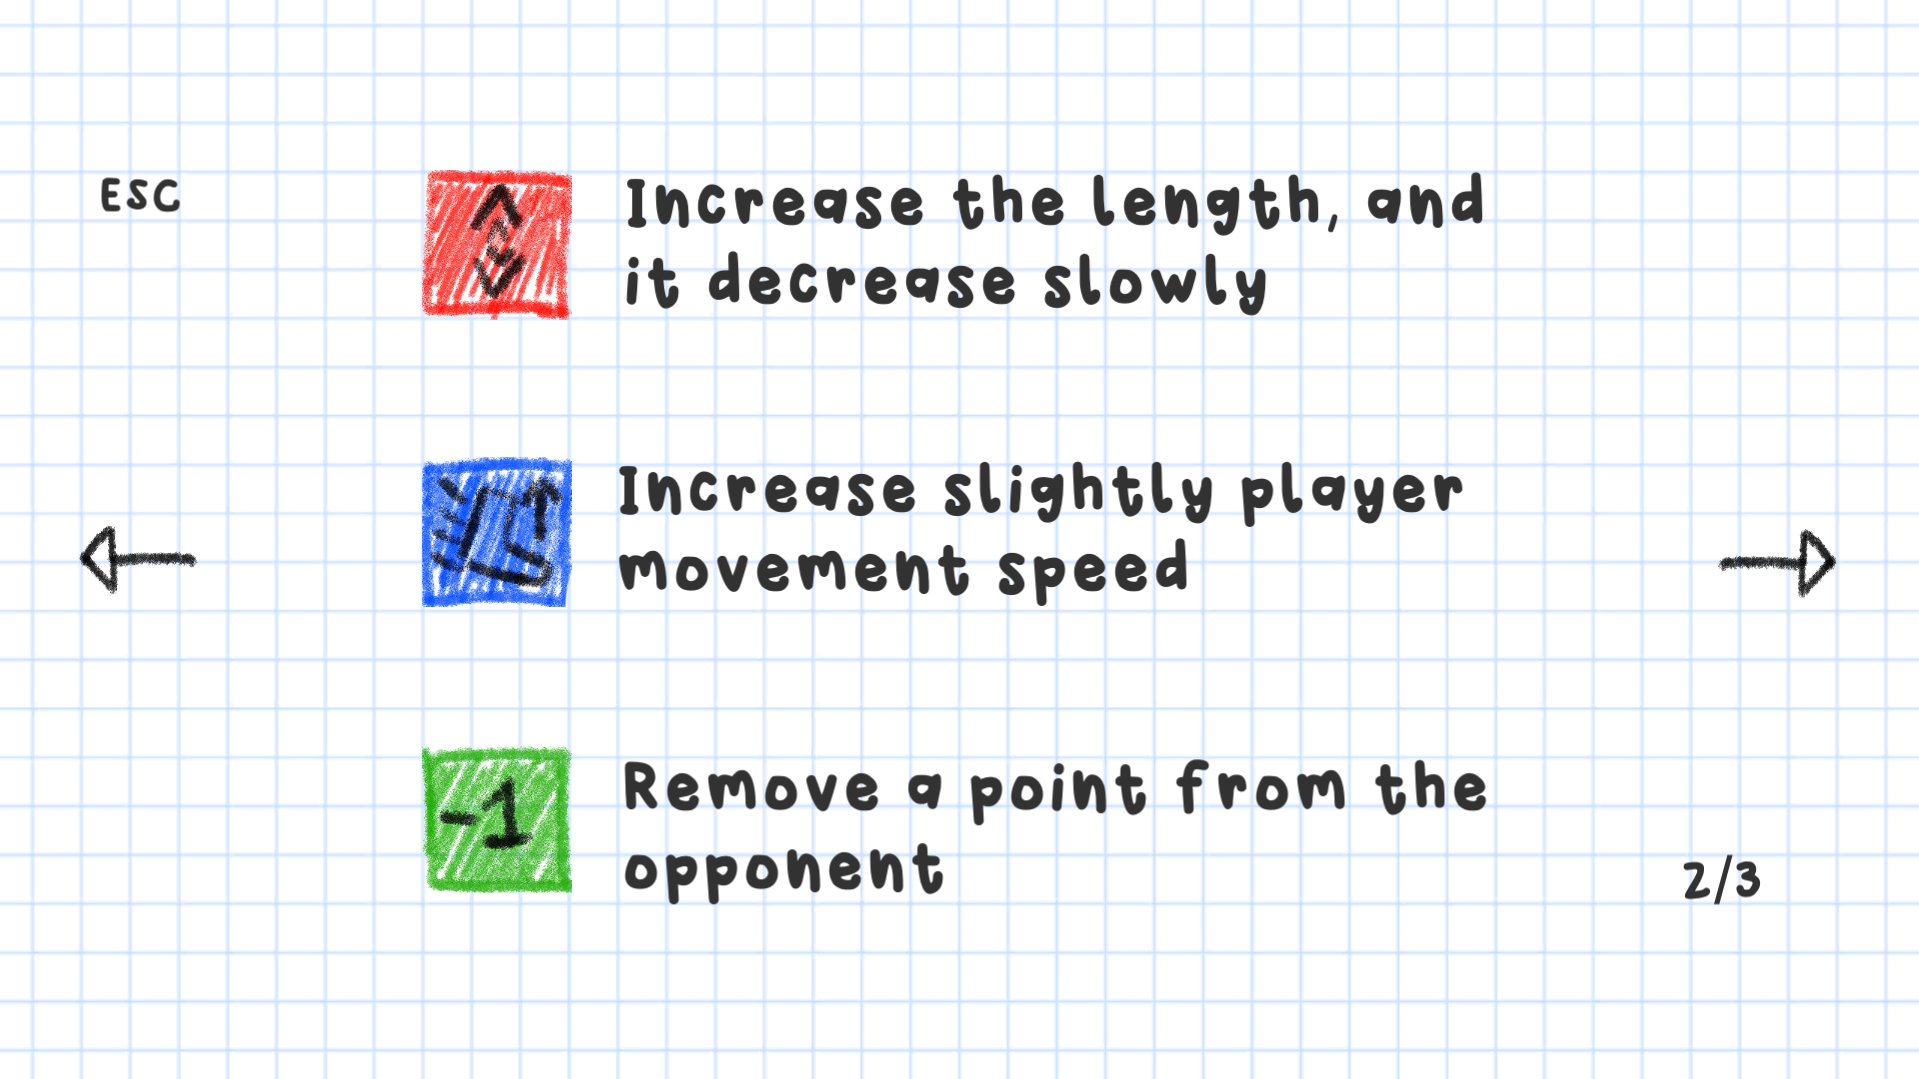 ESC
Increase the length, and
it decrease slowly
Increase slightly player
movement speed
-1
Remove a point from the
opponent
2/3